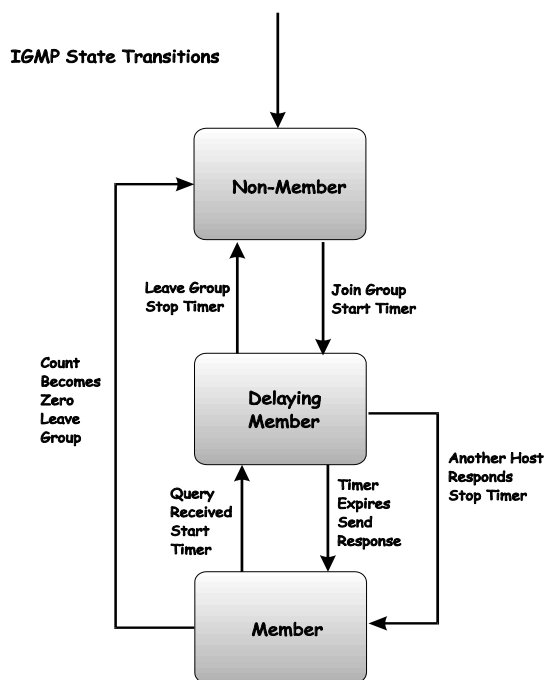 IGMP State Transitions
Non-Member
Leave Group
Stop Timer
Join Group
Start Timer
Count
Becomes
Zero
Leave
Group
Delaying
Member
Another Host
Responds
Stop Timer
Query
Received
Start
Timer
Timer
Expires
Send
Response
Member